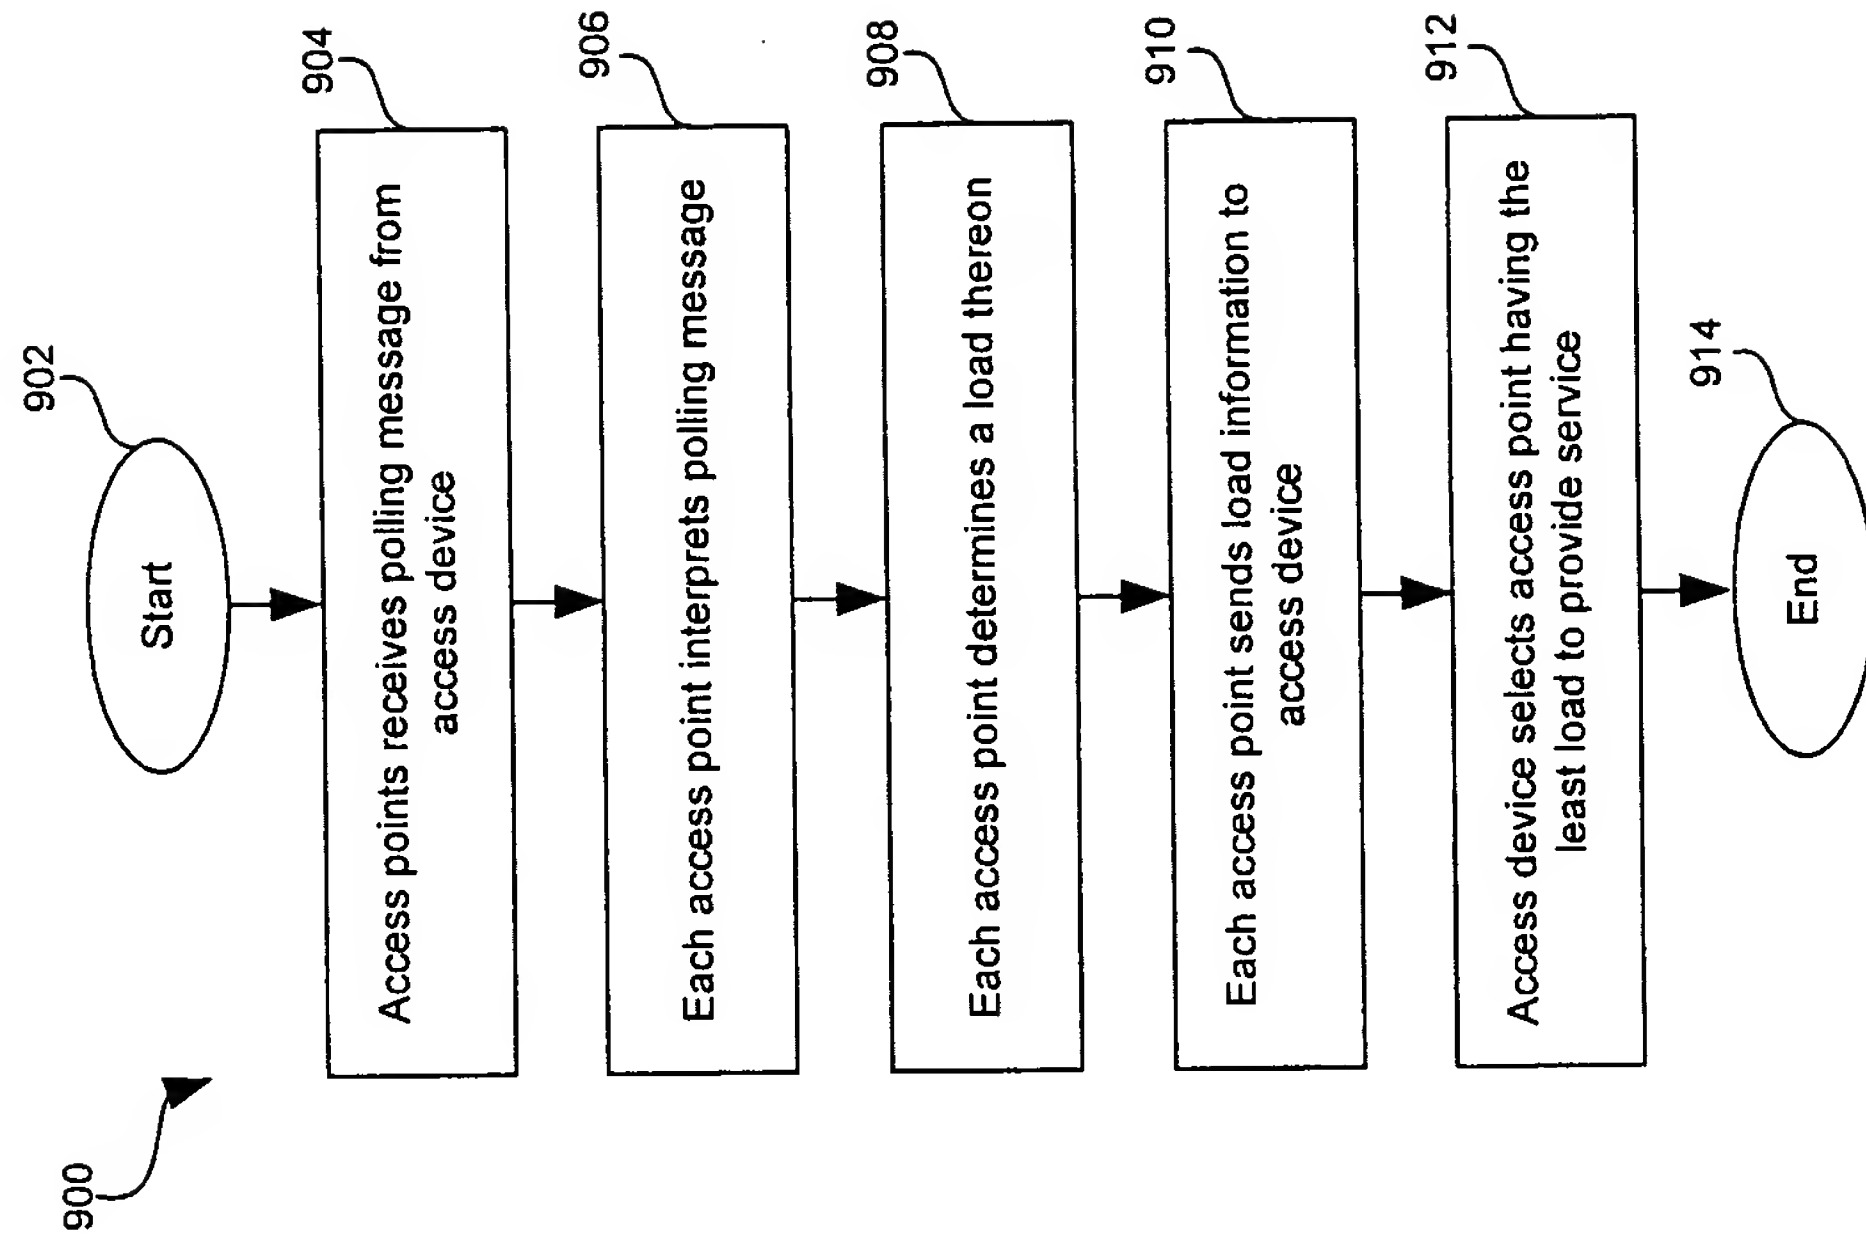 900
902
Start
904
Access points receives polling message from
access device
906
Each access point interprets polling message
908
Each access point determines a load thereon
910
Each access point sends load information to
access device
912
Access device selects access point having the
least load to provide service
914
End